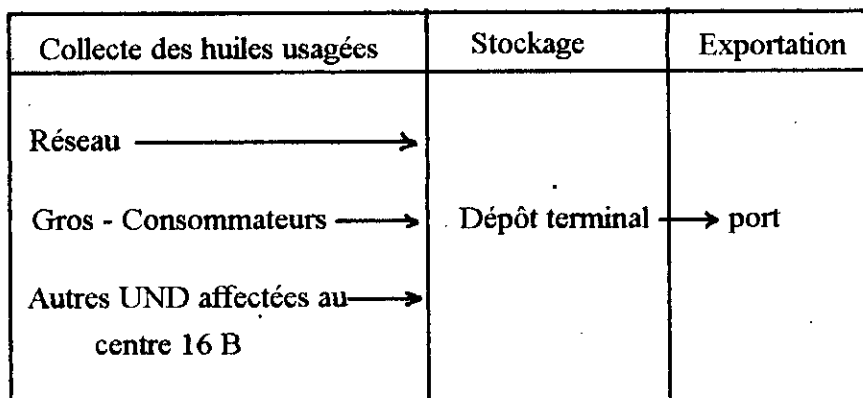 Collecte des huiles usagées
Stockage
Exportation
Réseau
Gros - Consommateurs
Dépôt terminal
port
Autres UND affectées au
centre 16 B